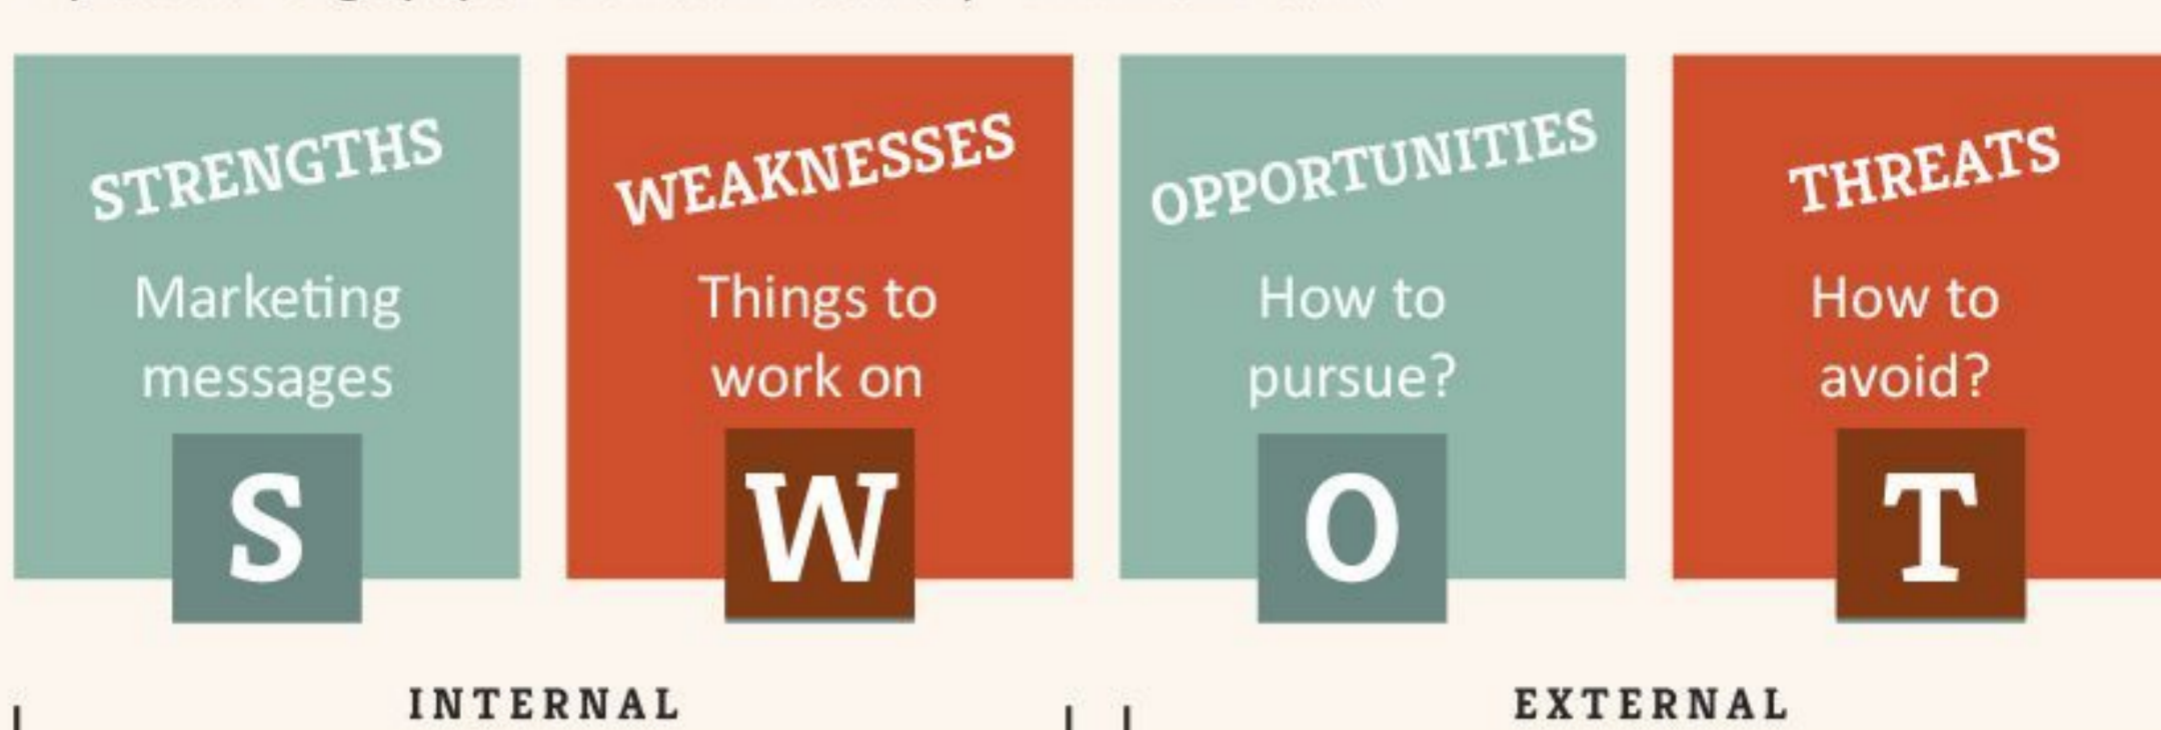 STRENGTHS
Marketing
messages
S
WEAKNESSES
Things to
work on
W
OPPORTUNITIES
How to
pursue?
O
THREATS
How to
avoid?
T
INTERNAL
EXTERNAL